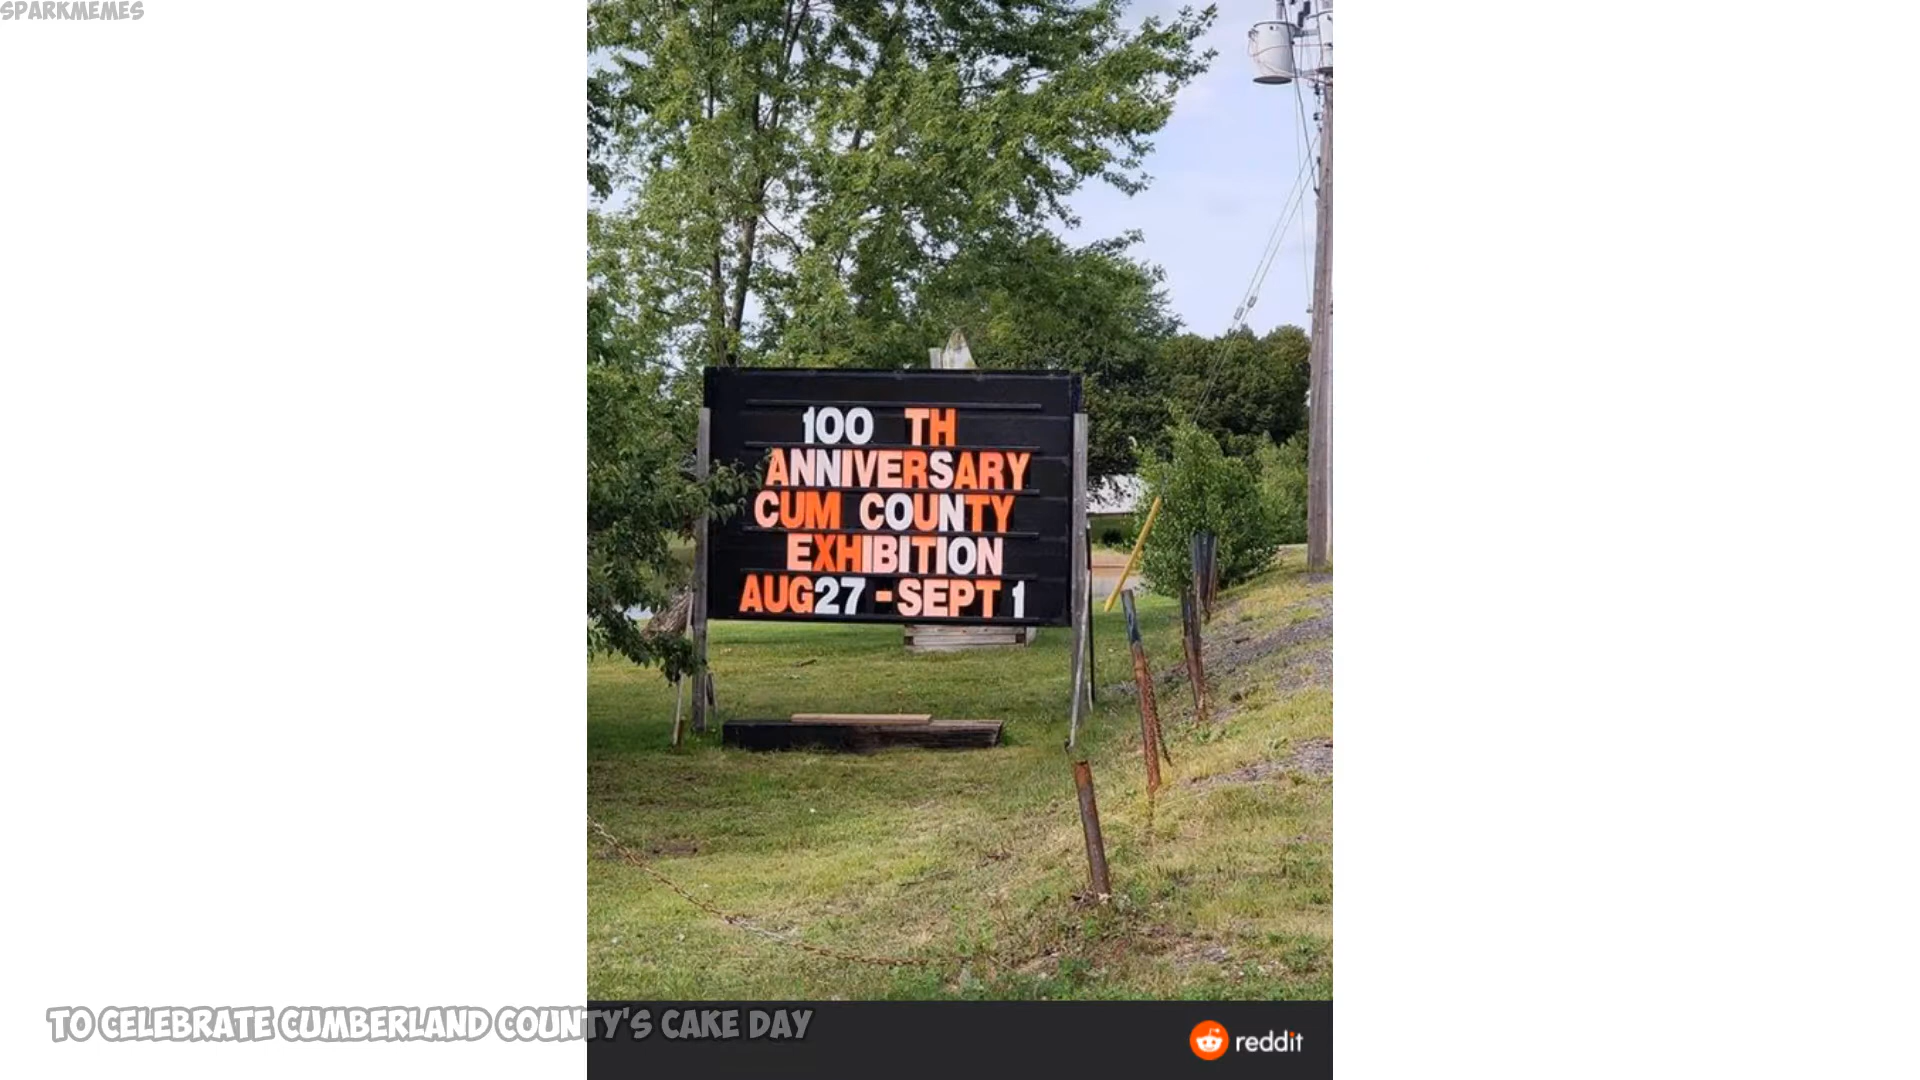 SPARKMEMES
100 TH
ANNIVERSARY
CUM COUNTY
EXHIBITION
AUG27-SEPT 1
TO CELEBRATE CUMBERLAND COUNTY'S CAKE DAY
reddit